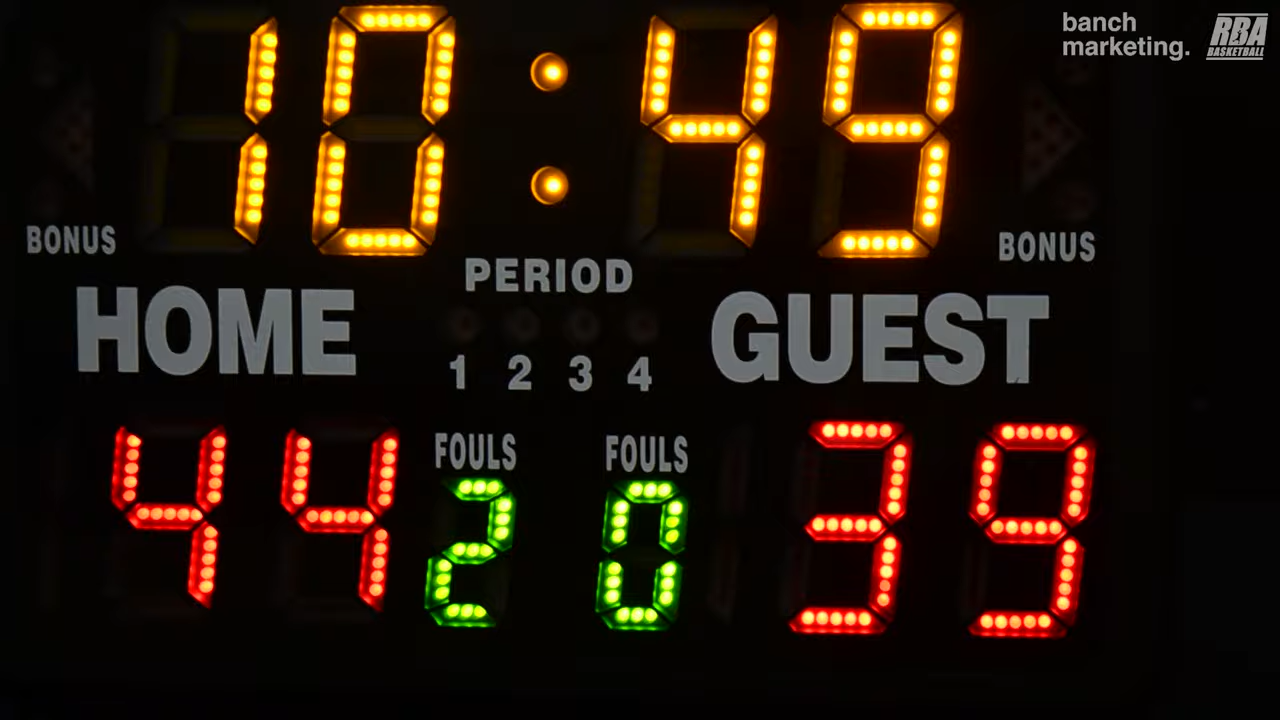 banch
marketing.
RBA
BASKETBALL
10:49
BONUS
BONUS
PERIOD
HOME
GUEST
1 2 3 4
FOULS
FOULS
44
2
0
39